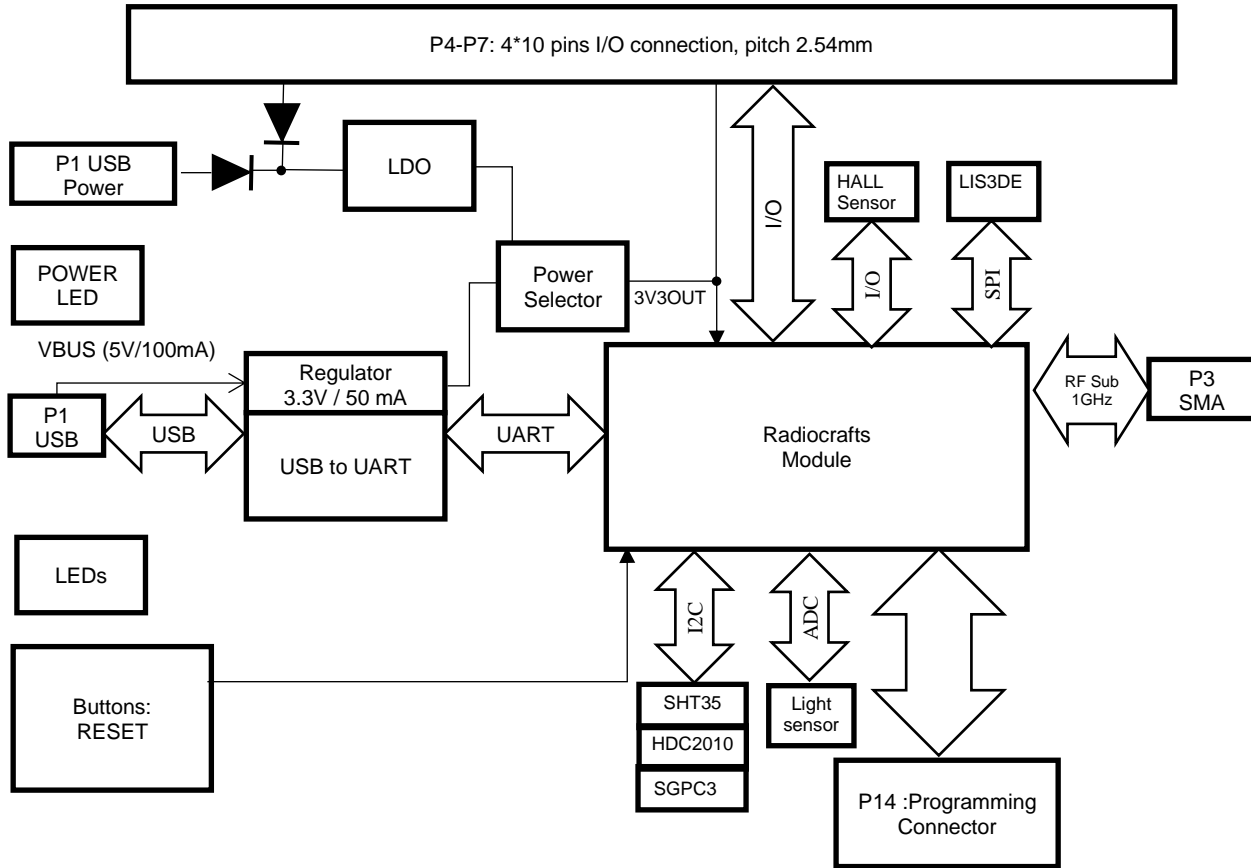 P4-P7: 4*10 pins I/O connection, pitch 2.54mm
P1 USB
Power
LDO
HALL
Sensor
LIS3DE
I/O
POWER
LED
Power
Selector
3V3OUT
I/O
SPI
VBUS (5V/100mA)
Regulator
3.3V / 50 mA
RF Sub
1GHz
P3
SMA
P1
USB
USB
USB to UART
UART
Radiocrafts
Module
LEDs
I2C
ADC
Buttons:
RESET
SHT35
HDC2010
SGPC3
Light
sensor
P14 :Programming
Connector